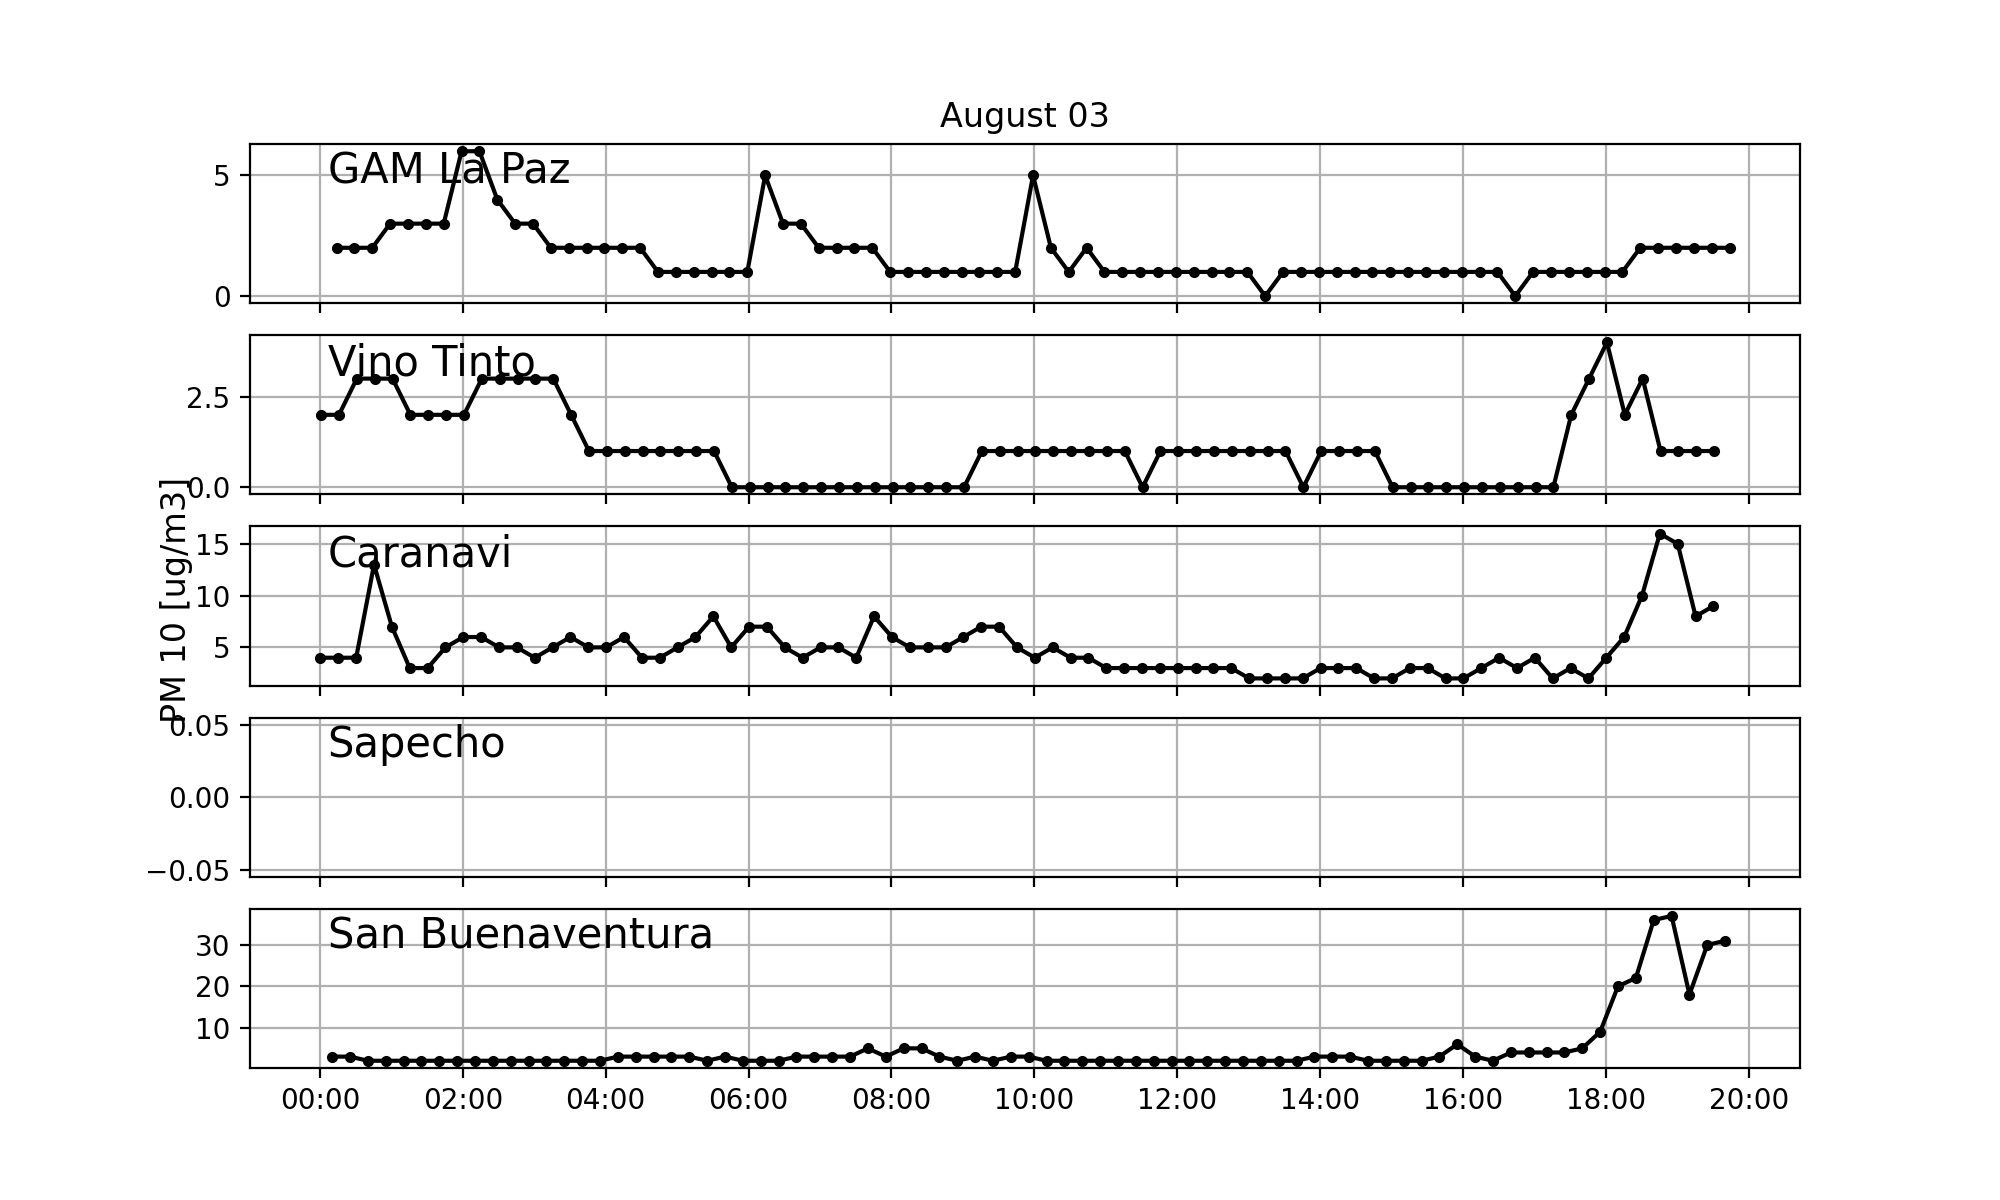 August 03
GAM La Paz
5
0
Vino Tinto
2.5
0.0
PM 10 [ug/m3]
Caranavi
15
10
5
Sapecho
0.05
0.00
−0.05
San Buenaventura
30
20
10
00:00 02:00 04:00 06:00 08:00 10:00 12:00 14:00 16:00 18:00 20:00